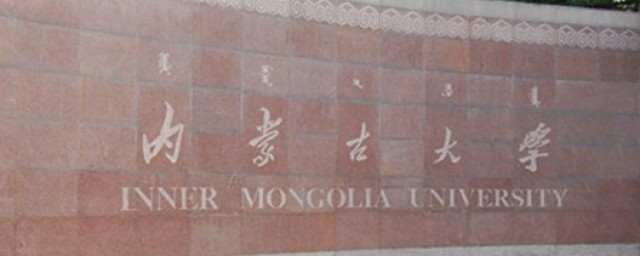 内蒙古大学
INNER MONGOLIA UNIVERSITY